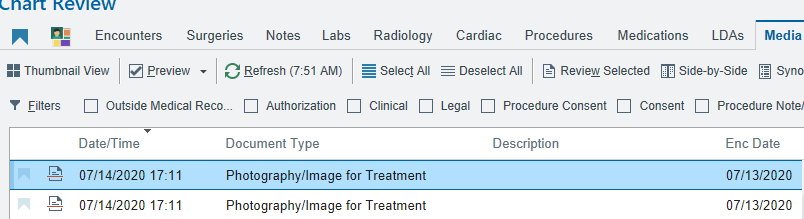 Chart Review
Encounters Surgeries Notes Labs Radiology Cardiac Procedures Medications LDAs Media
Thumbnail View Preview Refresh (7:51 AM) Select All Deselect All Review Selected Side-by-Side Syno
Filters Outside Medical Reco... Authorization Clinical Legal Procedure Consent Consent Procedure Note/
Date/Time Document Type Description Enc Date
07/14/2020 17:11 Photography/Image for Treatment 07/13/2020
07/14/2020 17:11 Photography/Image for Treatment 07/13/2020